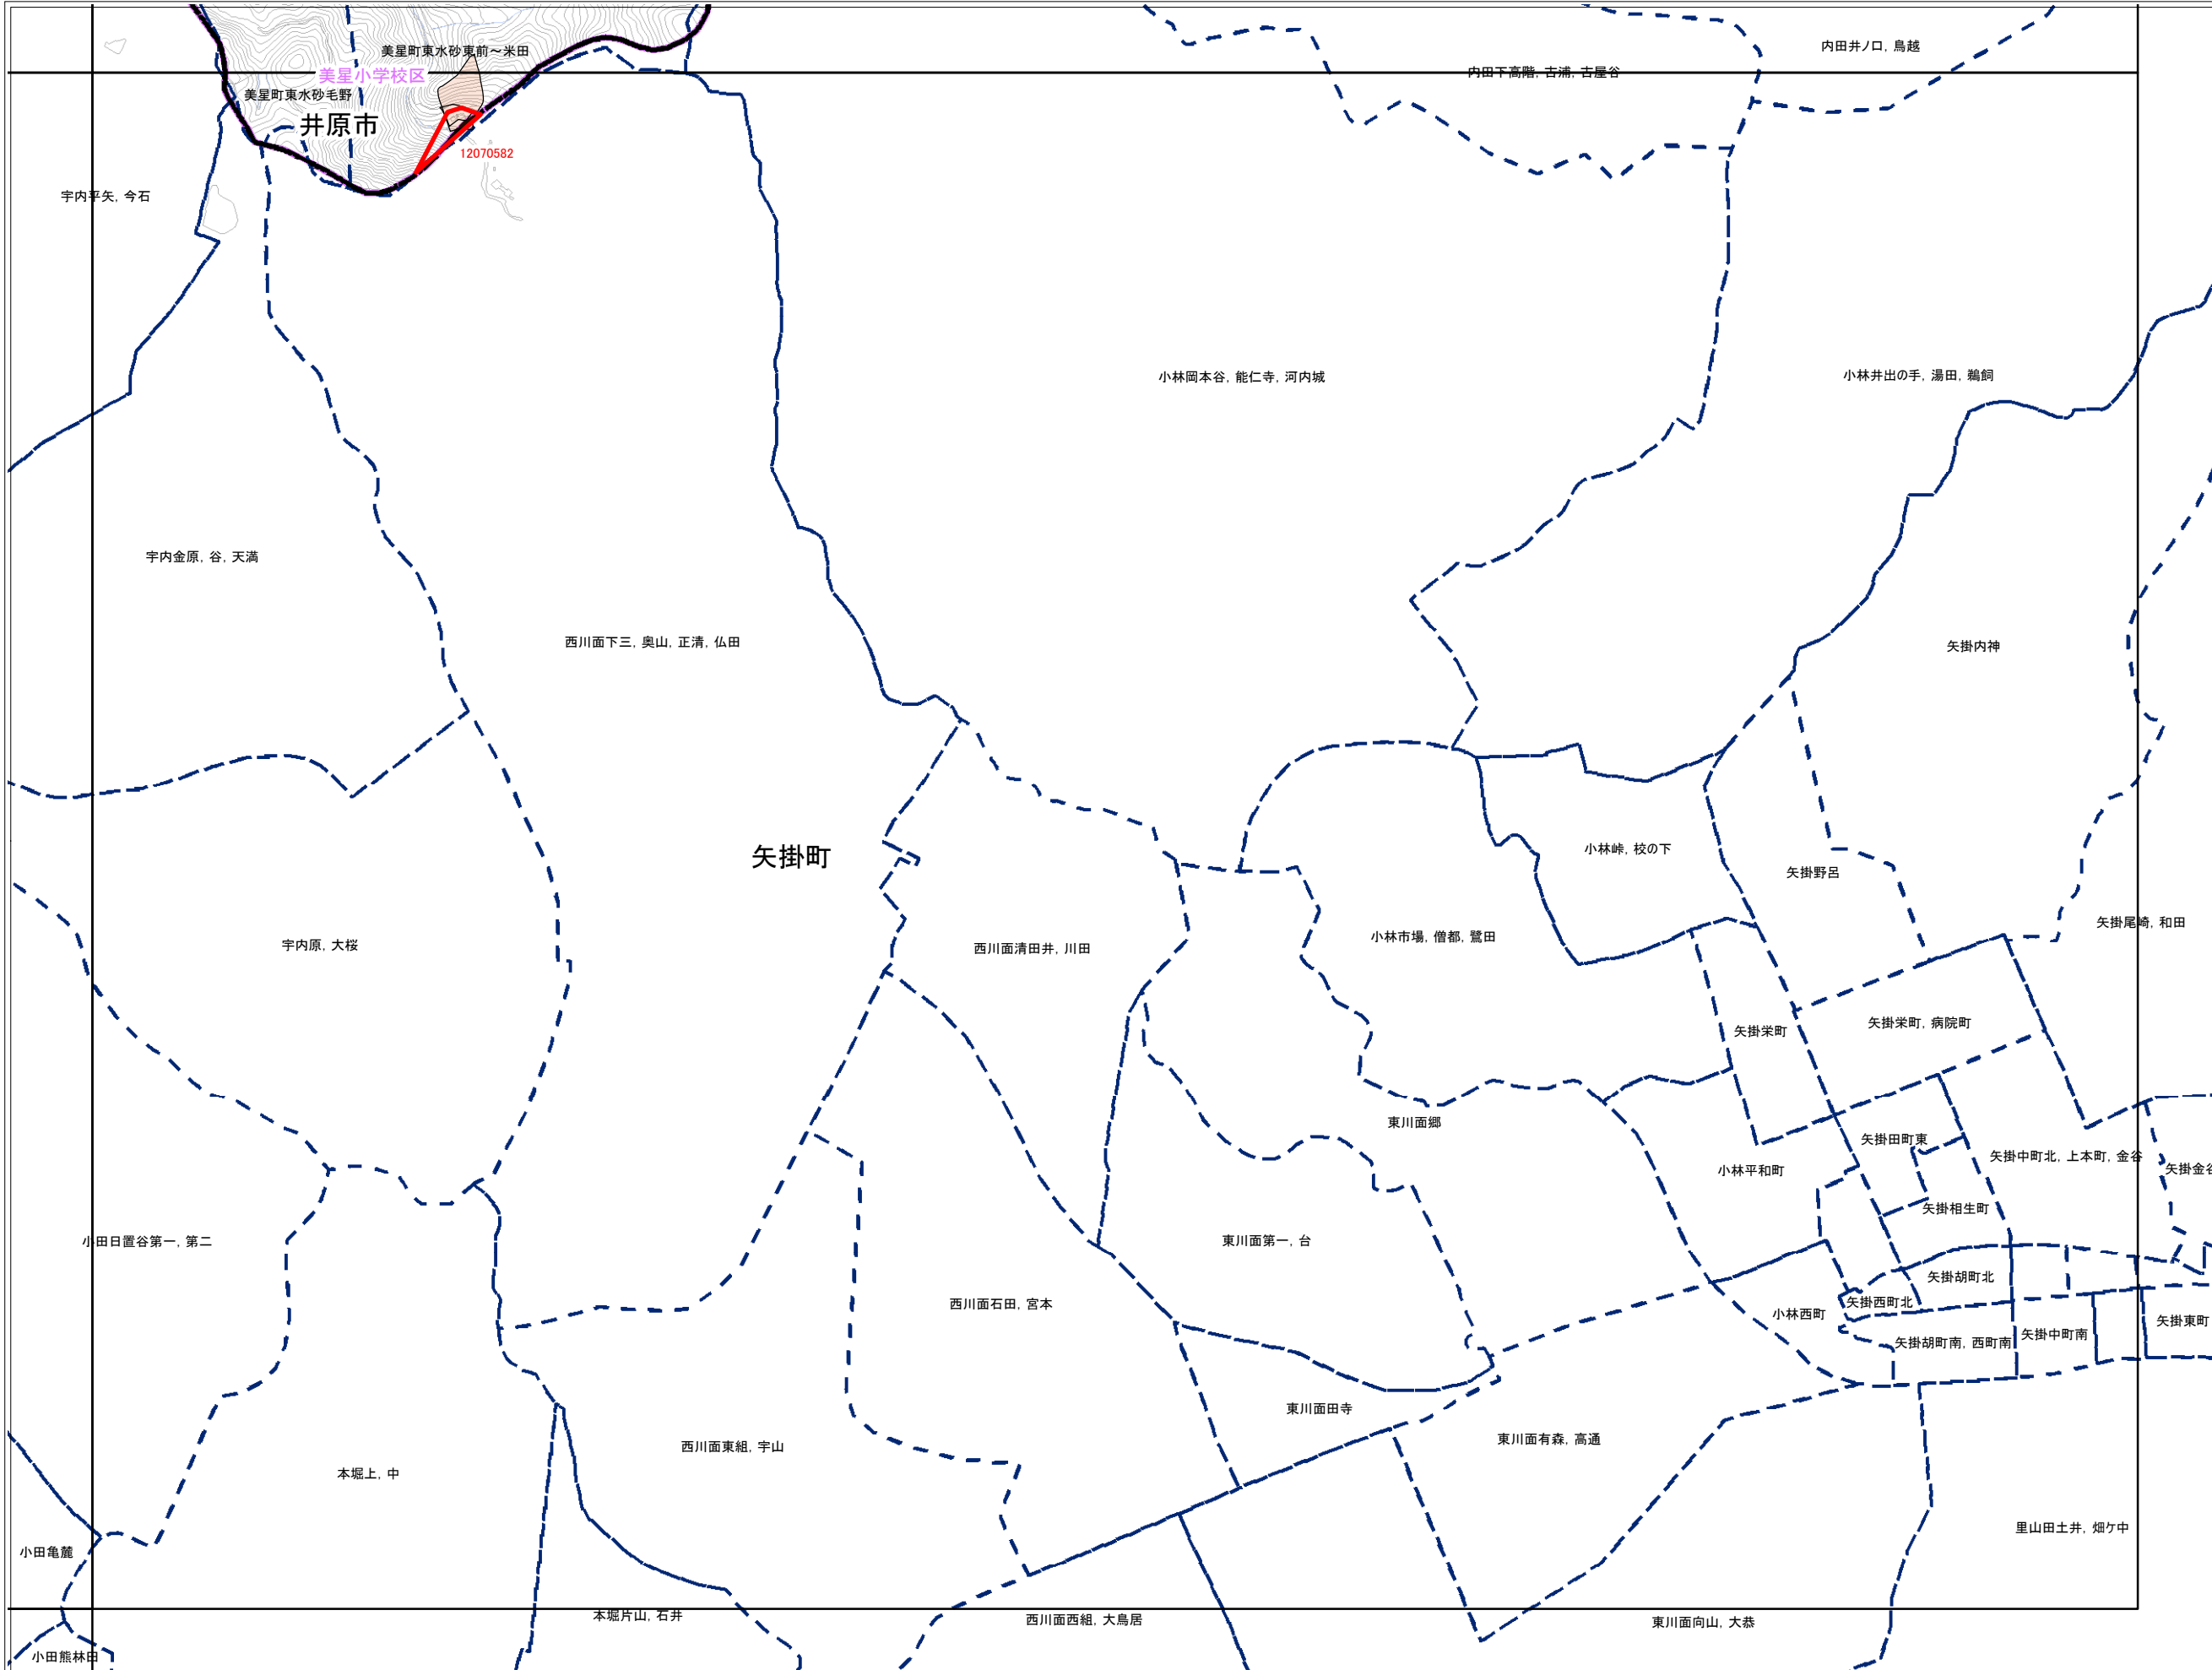 内田井ノ口, 鳥越
美星町東水砂東前～米田
内田下高階, 古浦, 古屋谷
美星小学校区
美星町東水砂毛野
井原市
12070582
宇内平矢, 今石
小林岡本谷, 能仁寺, 河内城
小林井出の手, 湯田, 鵜飼
宇内金原, 谷, 天満
西川面下三, 奥山, 正清, 仏田
矢掛内神
矢掛町
小林峠, 校の下
矢掛野呂
矢掛尾崎, 和田
小林市場, 僧都, 鷺田
宇内原, 大桜
西川面清田井, 川田
矢掛栄町, 病院町
矢掛栄町
東川面郷
矢掛田町東
矢掛中町北, 上本町, 金谷
矢掛金谷
小林平和町
矢掛相生町
小田日置谷第一, 第二
東川面第一, 台
矢掛胡町北
矢掛西町北
西川面石田, 宮本
小林西町
矢掛東町
矢掛中町南
矢掛胡町南, 西町南
東川面田寺
東川面有森, 高通
西川面東組, 宇山
本堀上, 中
里山田土井, 畑ケ中
小田亀麓
本堀片山, 石井
西川面西組, 大鳥居
東川面向山, 大恭
小田熊林田